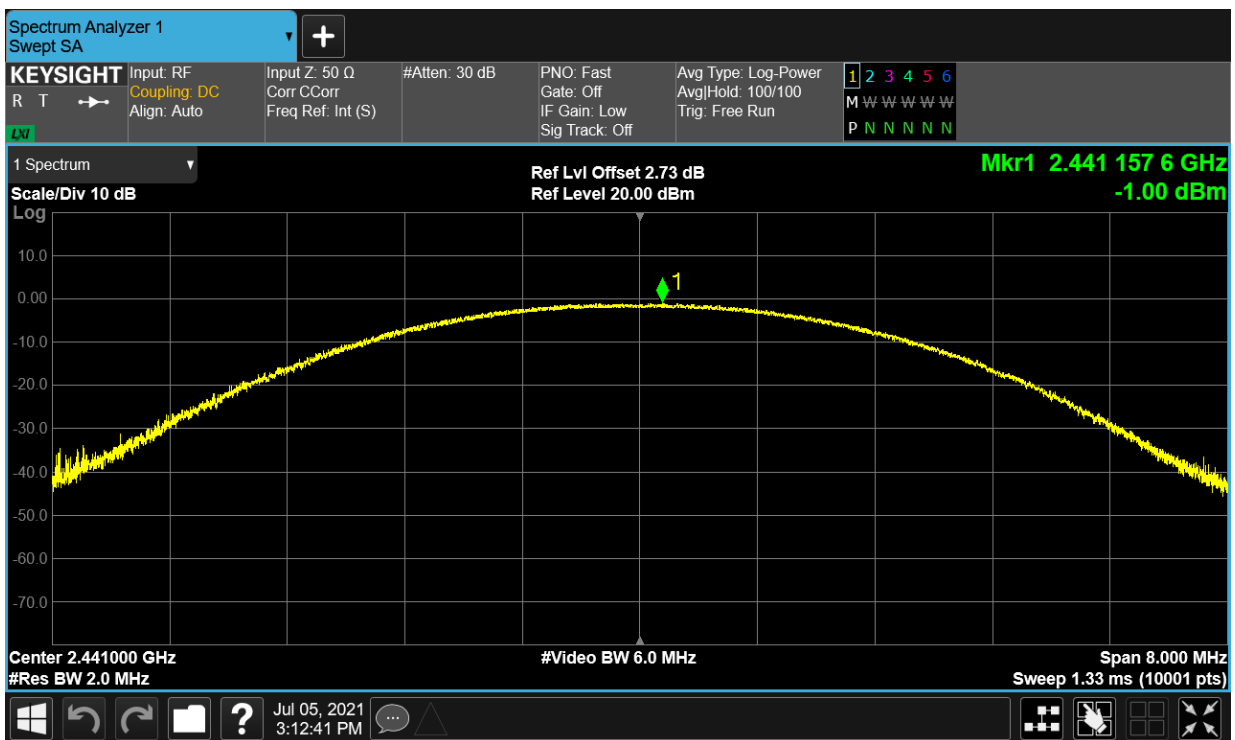 Spectrum Analyzer 1
Swept SA
KEYSIGHT
R T
LXI
Input: RF
Coupling: DC
Align: Auto
Input Z: 50 Ω
Corr CCorr
Freq Ref: Int (S)
#Atten: 30 dB
PNO: Fast
Gate: Off
IF Gain: Low
Sig Track: Off
Avg Type: Log-Power
Avg|Hold: 100/100
Trig: Free Run
1 2 3 4 5 6
M W W W W W
P N N N N N
1 Spectrum
Scale/Div 10 dB
Log
Ref Lvl Offset 2.73 dB
Ref Level 20.00 dBm
Mkr1 2.441 157 6 GHz
-1.00 dBm
1
10.0
0.00
-10.0
-20.0
-30.0
-40.0
-50.0
-60.0
-70.0
Center 2.441000 GHz
#Res BW 2.0 MHz
#Video BW 6.0 MHz
Span 8.000 MHz
Sweep 1.33 ms (10001 pts)
?
Jul 05, 2021
3:12:41 PM